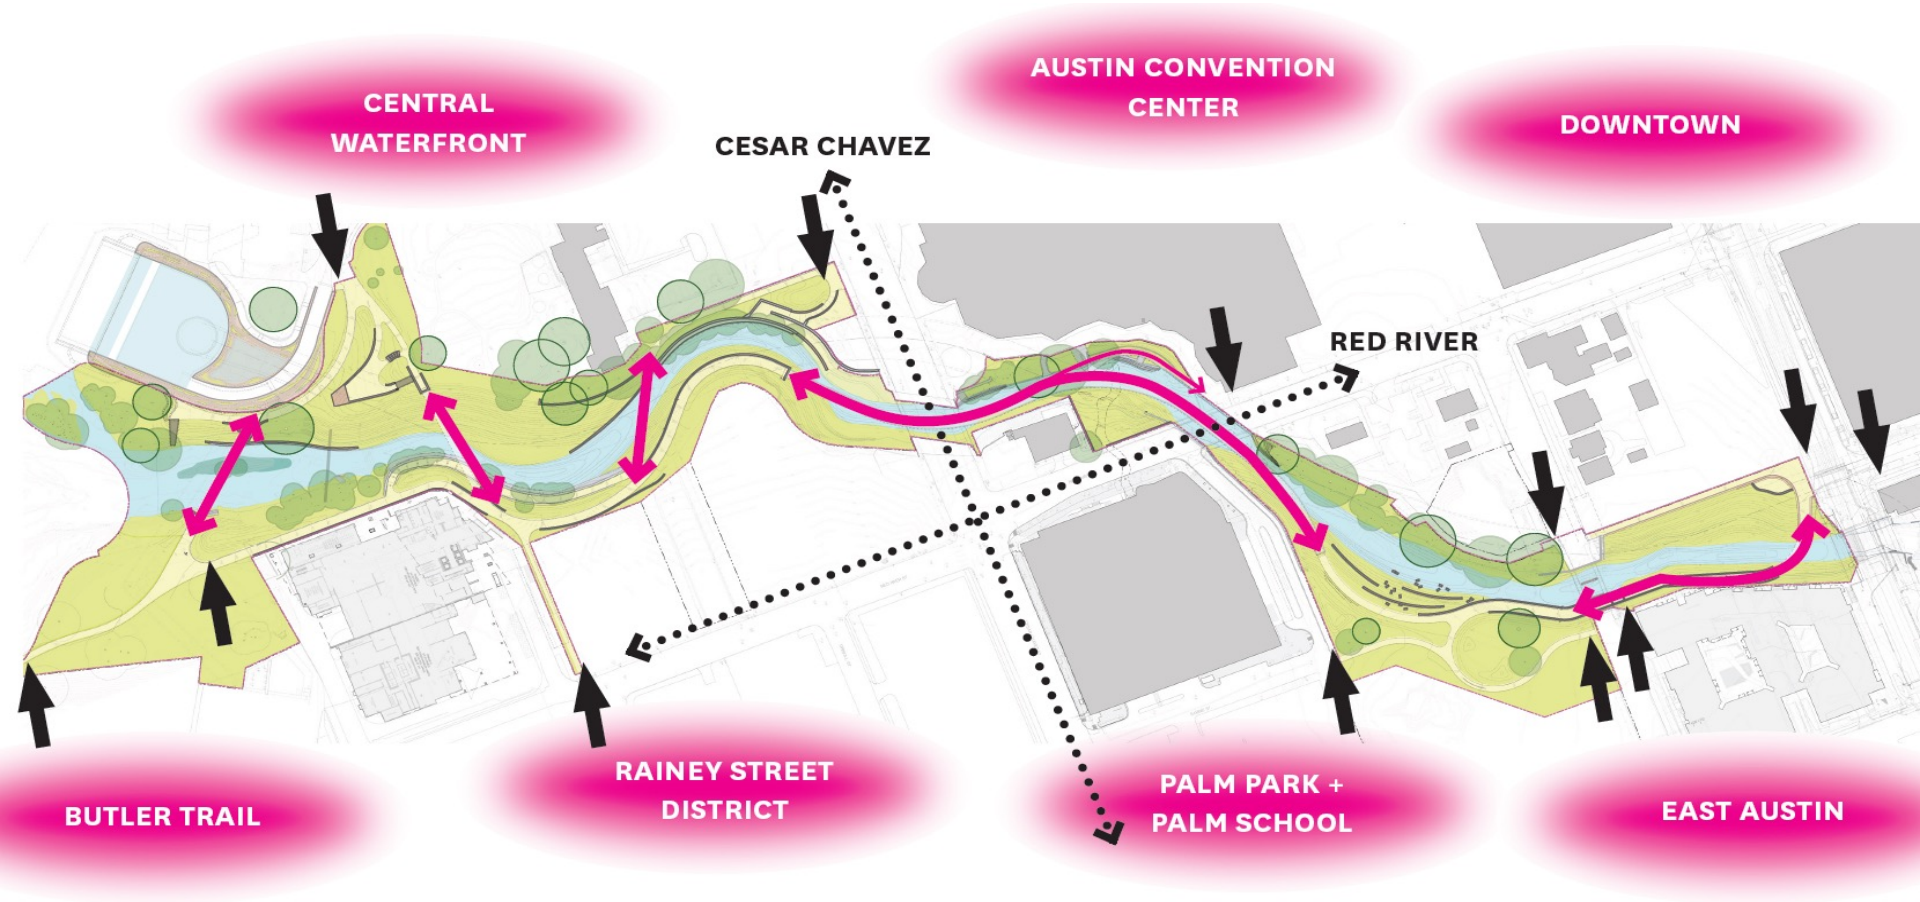 CENTRAL
WATERFRONT
AUSTIN CONVENTION
CENTER
DOWNTOWN
CESAR CHAVEZ
RED RIVER
BUTLER TRAIL
RAINEY STREET
DISTRICT
PALM PARK +
PALM SCHOOL
EAST AUSTIN